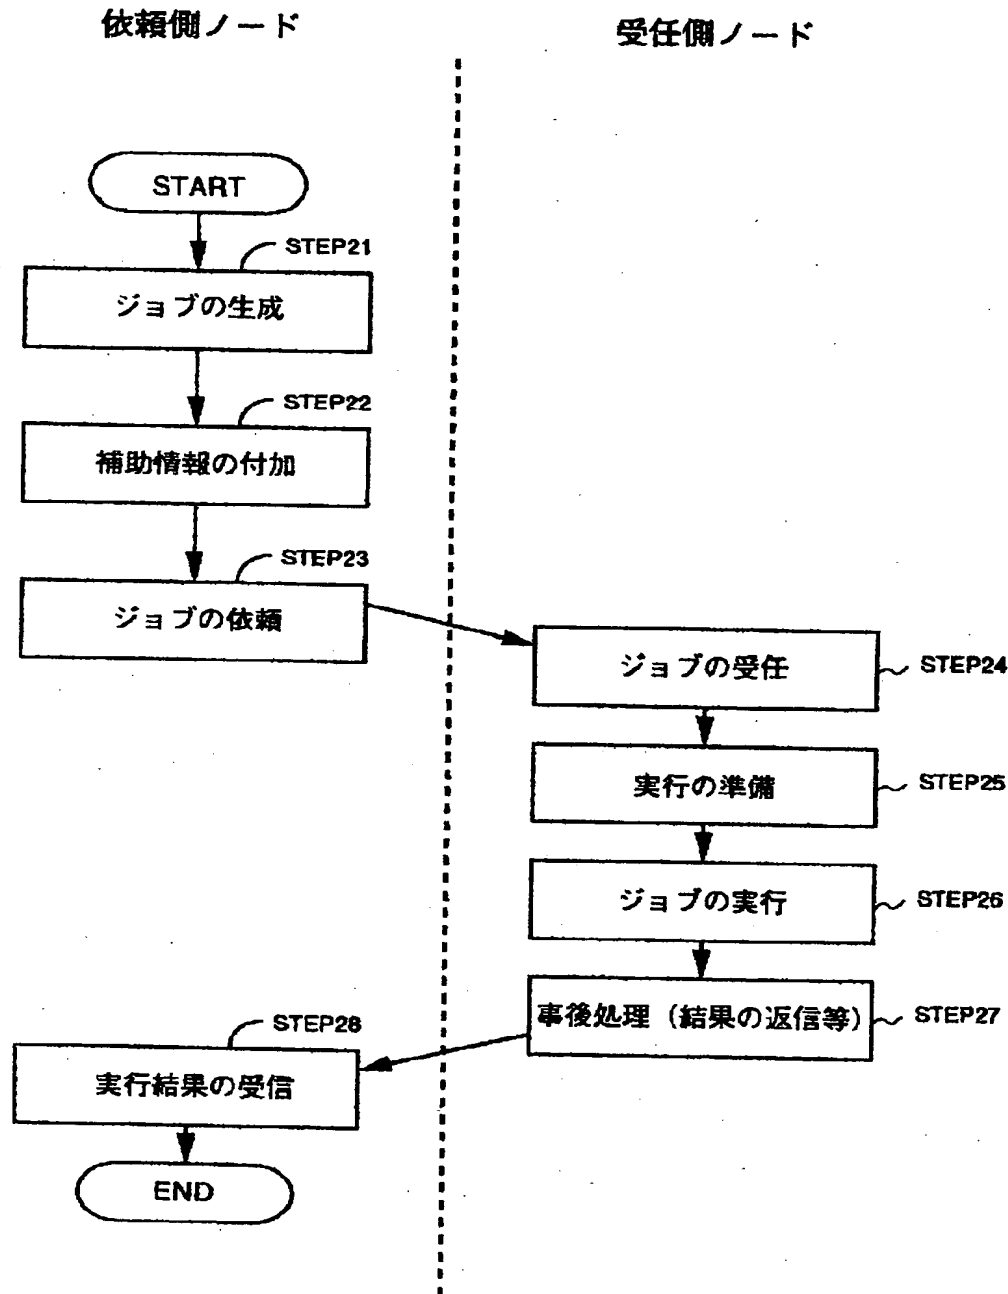 依頼側ノード
受任側ノード
START
STEP21
ジョブの生成
STEP22
補助情報の付加
STEP23
ジョブの依頼
ジョブの受任
STEP24
実行の準備
STEP25
ジョブの実行
STEP26
事後処理（結果の返信等）
STEP27
STEP28
実行結果の受信
END